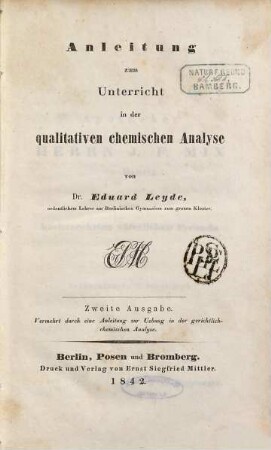 Anleitung
zum
Unterricht
in der
qualitativen chemischen Analyse
von
Dr. Eduard Leyde,
ordentlichem Lehrer am Berlinischen Gymnasium zum grauen Kloster.
Zweite Ausgabe.
Vermehrt durch eine Anleitung zur Uebung in der gerichtlich-
chemischen Analyse.
Berlin, Posen und Bromberg.
Druck und Verlag von Ernst Siegfried Mittler.
1842
BAMBERG.